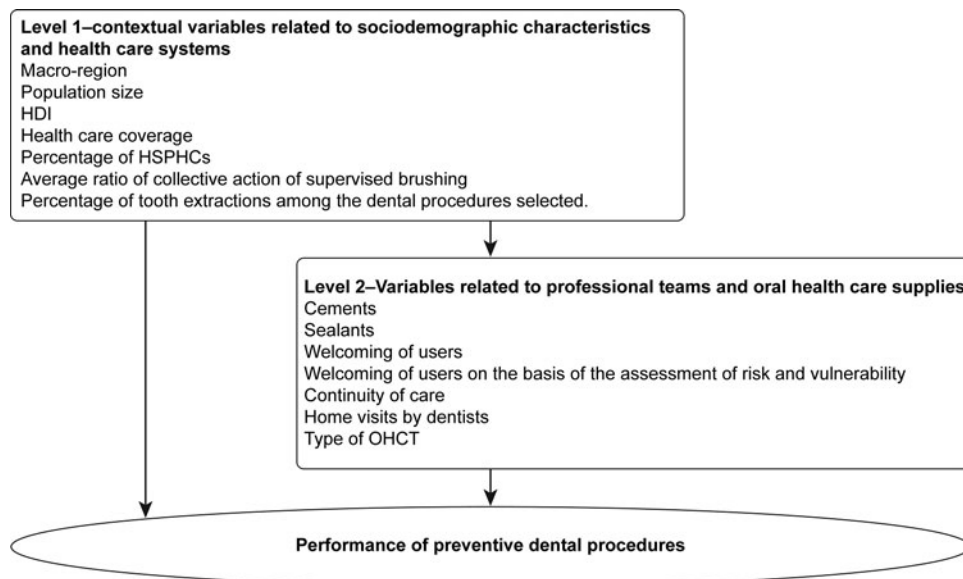 Level 1–contextual variables related to sociodemographic characteristics
and health care systems
Macro-region
Population size
HDI
Health care coverage
Percentage of HSPHCs
Average ratio of collective action of supervised brushing
Percentage of tooth extractions among the dental procedures selected.
Level 2–Variables related to professional teams and oral health care supplies
Cements
Sealants
Welcoming of users
Welcoming of users on the basis of the assessment of risk and vulnerability
Continuity of care
Home visits by dentists
Type of OHCT
Performance of preventive dental procedures